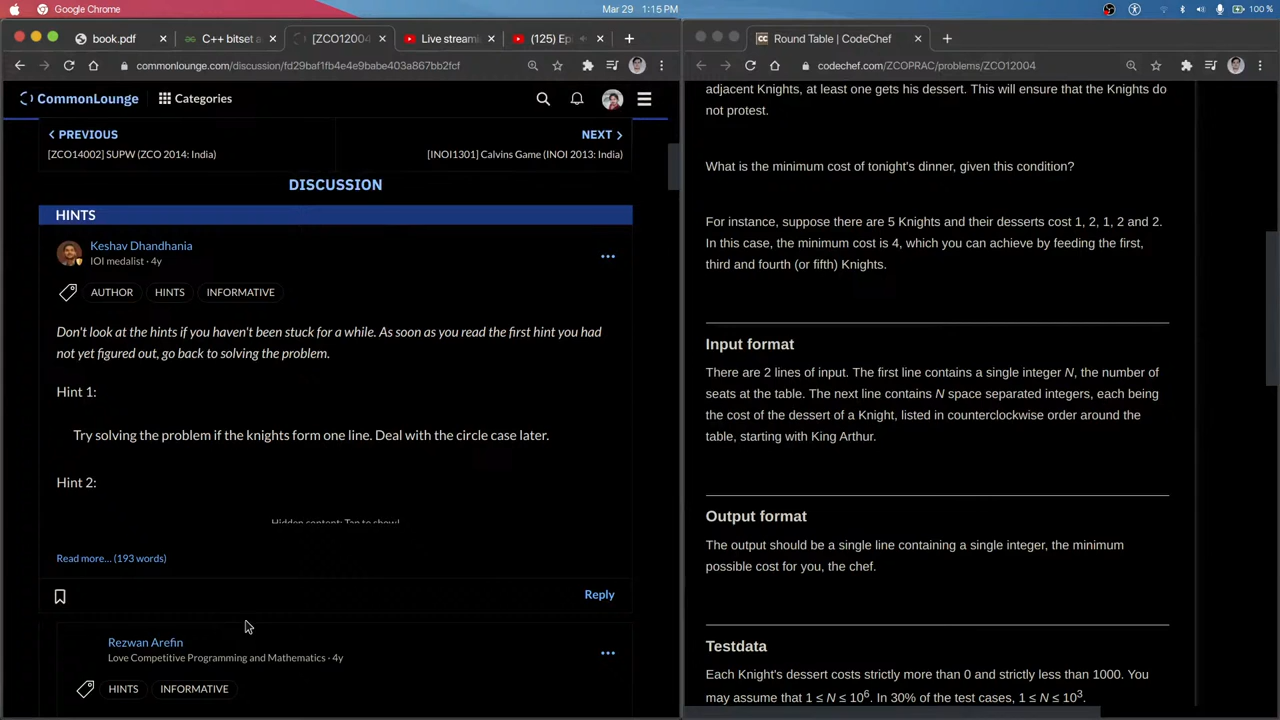 Google Chrome
Mar 29 1:15 PM
100 %
book.pdf
C++ bitset a
[ZCO12004
Live streami
(125) Ep
commonlounge.com/discussion/fd29baf1fb4e4e9babe403a867bb2fcf
CommonLounge
Categories
PREVIOUS
NEXT
[ZCO14002] SUPW (ZCO 2014: India)
[INOI1301] Calvins Game (INOI 2013: India)
DISCUSSION
HINTS
Keshav Dhandhania
IOI medalist · 4y
AUTHOR
HINTS
INFORMATIVE
Don't look at the hints if you haven't been stuck for a while. As soon as you read the first hint you had
not yet figured out, go back to solving the problem.
Hint 1:
Try solving the problem if the knights form one line. Deal with the circle case later.
Hint 2:
Hidden content: Tap to show!
Read more... (193 words)
Reply
Rezwan Arefin
Love Competitive Programming and Mathematics · 4y
HINTS
INFORMATIVE
CC
Round Table | CodeChef
codechef.com/ZCOPRAC/problems/ZCO12004
adjacent Knights, at least one gets his dessert. This will ensure that the Knights do
not protest.
What is the minimum cost of tonight's dinner, given this condition?
For instance, suppose there are 5 Knights and their desserts cost 1, 2, 1, 2 and 2.
In this case, the minimum cost is 4, which you can achieve by feeding the first,
third and fourth (or fifth) Knights.
Input format
There are 2 lines of input. The first line contains a single integer N, the number of
seats at the table. The next line contains N space separated integers, each being
the cost of the dessert of a Knight, listed in counterclockwise order around the
table, starting with King Arthur.
Output format
The output should be a single line containing a single integer, the minimum
possible cost for you, the chef.
Testdata
Each Knight's dessert costs strictly more than 0 and strictly less than 1000. You
may assume that 1 ≤ N ≤ 10⁶. In 30% of the test cases, 1 ≤ N ≤ 10³.